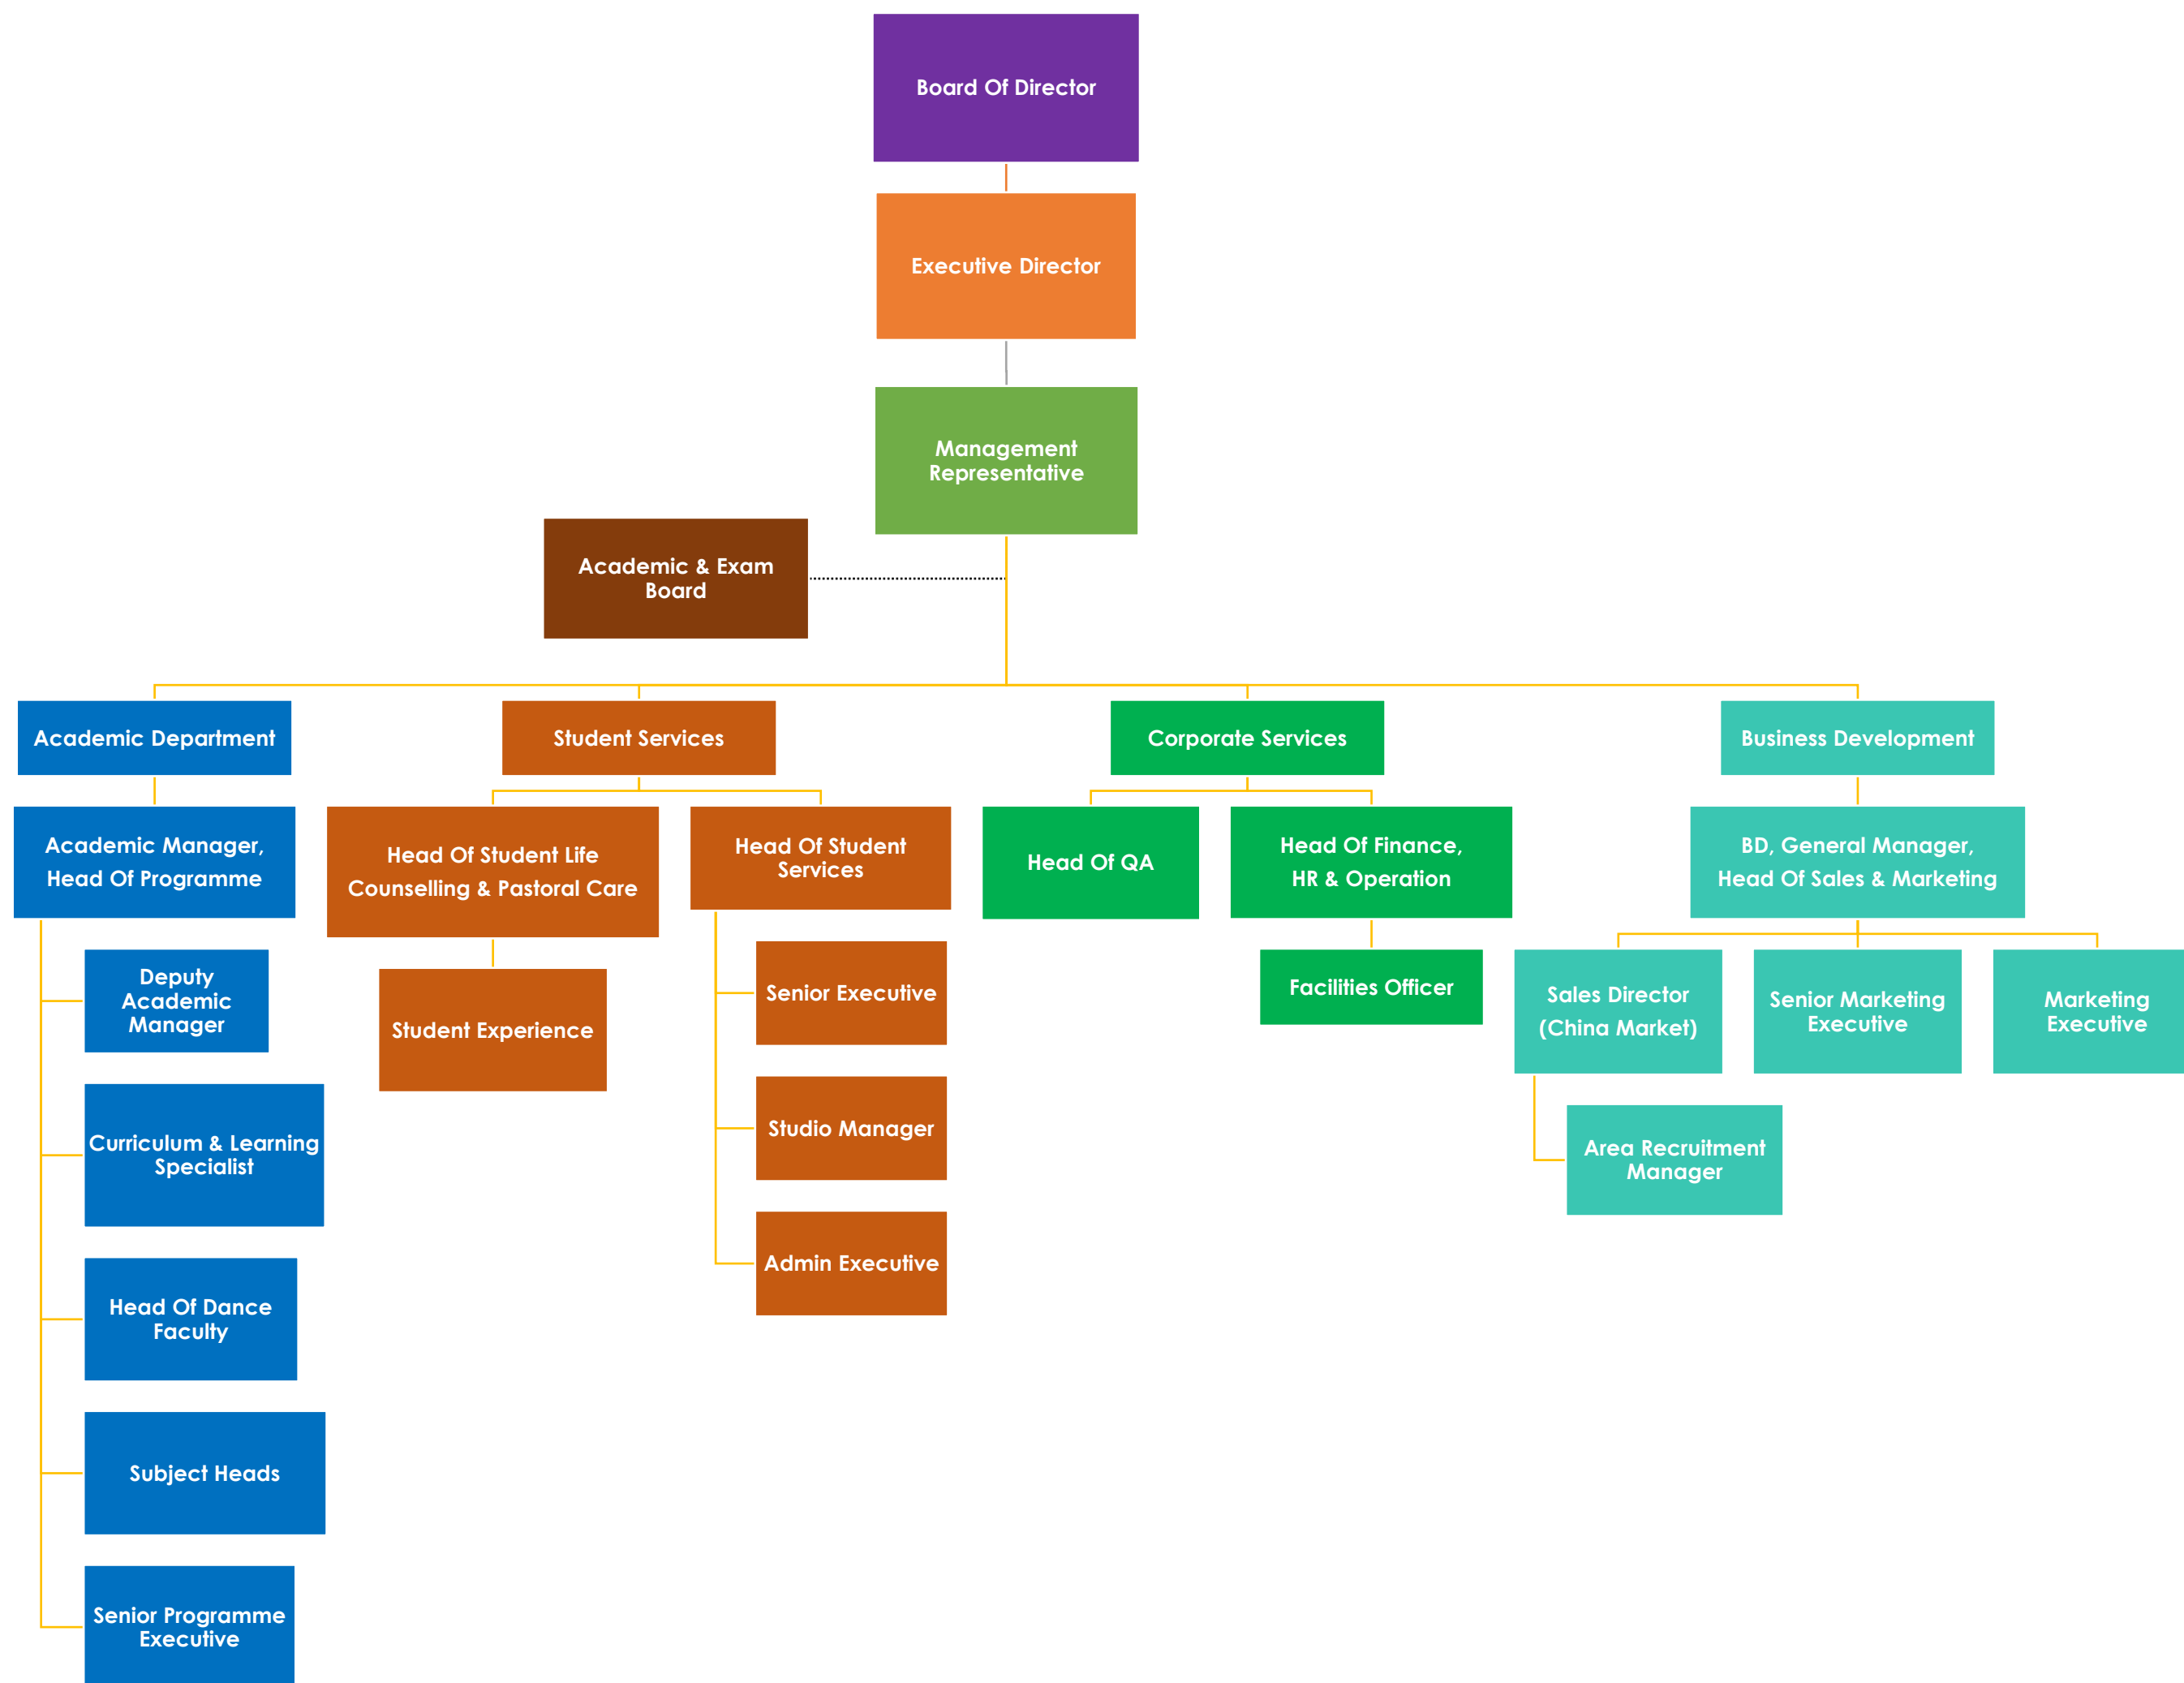 Board Of Director
Executive Director
Management
Representative
Academic & Exam
Board
Academic Department
Student Services
Corporate Services
Business Development
Academic Manager,
Head Of Programme
Head Of Student Life
Counselling & Pastoral Care
Head Of Student
Services
Head Of QA
Head Of Finance,
HR & Operation
BD, General Manager,
Head Of Sales & Marketing
Deputy
Academic
Manager
Curriculum & Learning
Specialist
Head Of Dance
Faculty
Subject Heads
Senior Programme
Executive
Student Experience
Senior Executive
Studio Manager
Admin Executive
Facilities Officer
Sales Director
(China Market)
Senior Marketing
Executive
Marketing
Executive
Area Recruitment
Manager